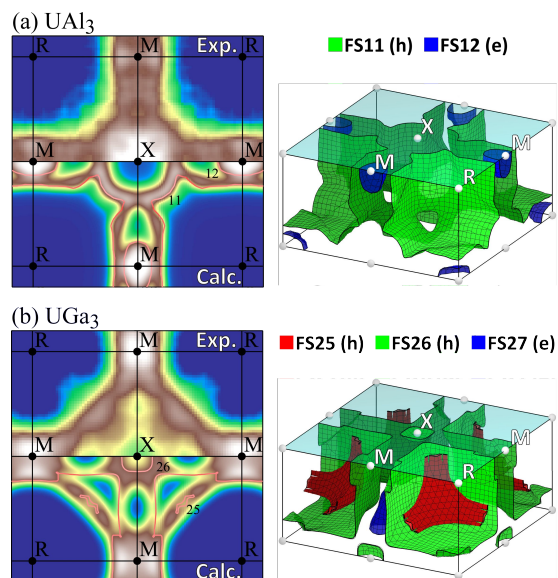 (a) UAl3
R M R
Exp.
M X M
12
11
R M R
Calc.
FS11 (h) FS12 (e)
X
M
M
R
(b) UGa3
R M R
Exp.
M X M
26
25
R M R
Calc.
FS25 (h) FS26 (h) FS27 (e)
X
M
M
R